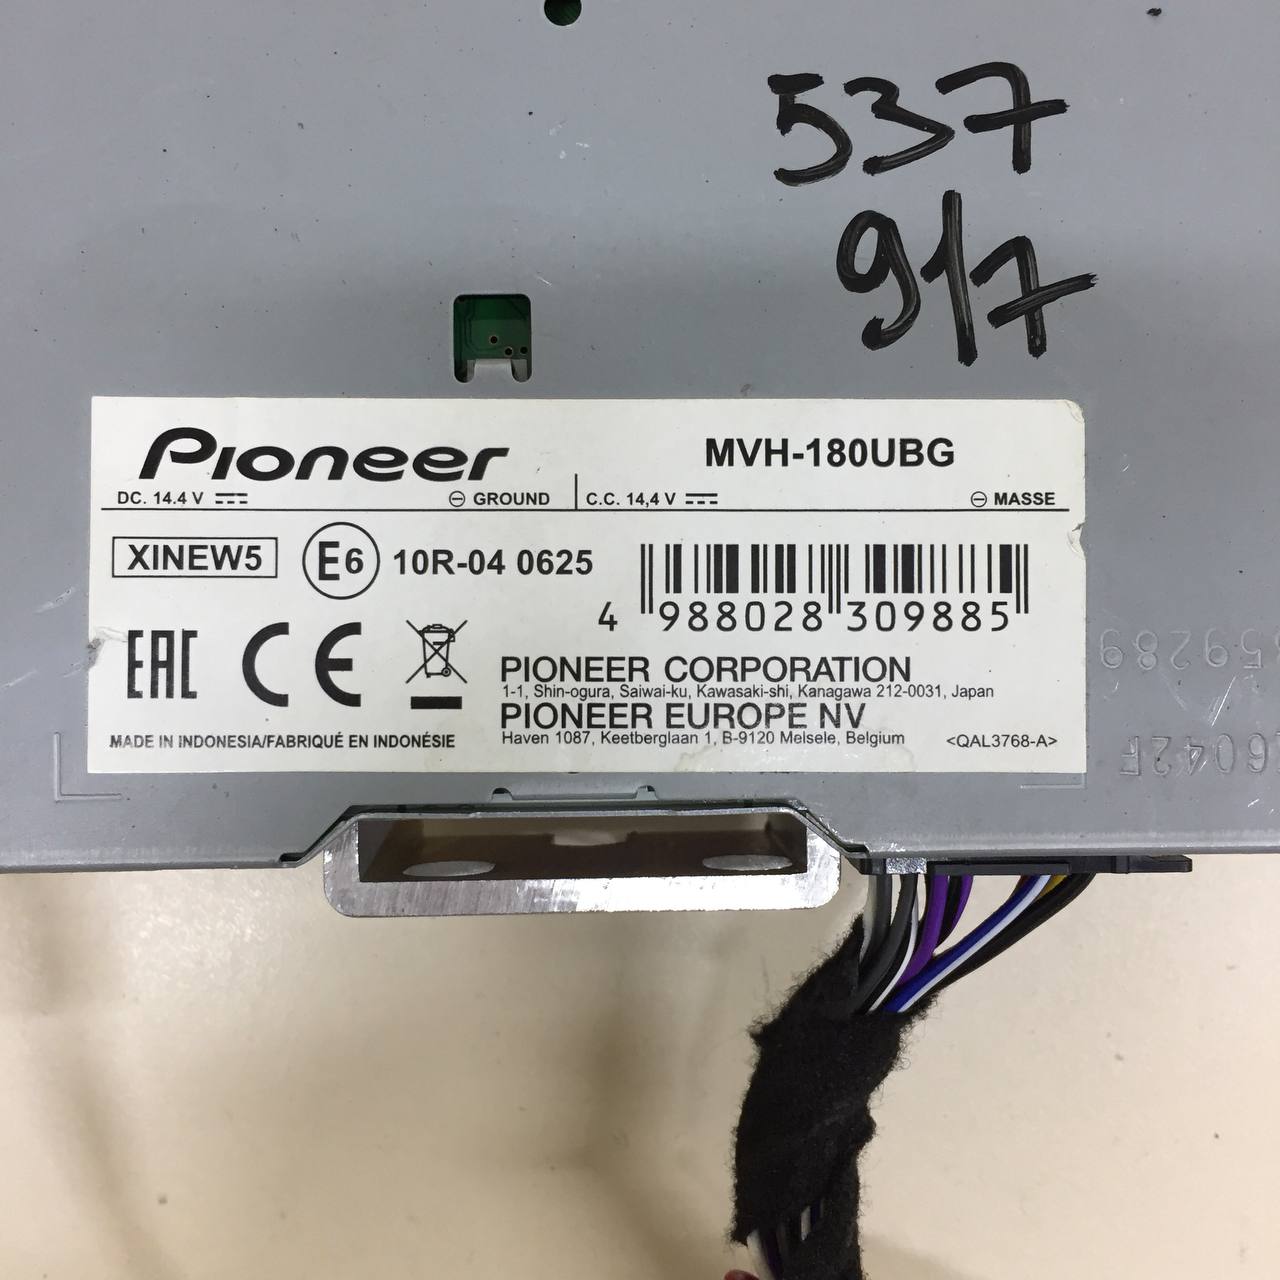 537
917
Pioneer
MVH-180UBG
DC. 14.4 V GROUND
C.C. 14,4 V MASSE
XINEW5
E6
10R-04 0625
4 988028 309885
EAC CE
PIONEER CORPORATION
1-1, Shin-ogura, Saiwai-ku, Kawasaki-shi, Kanagawa 212-0031, Japan
PIONEER EUROPE NV
Haven 1087, Keetberglaan 1, B-9120 Melsele, Belgium
MADE IN INDONESIA/FABRIQUÉ EN INDONÉSIE
<QAL3768-A>